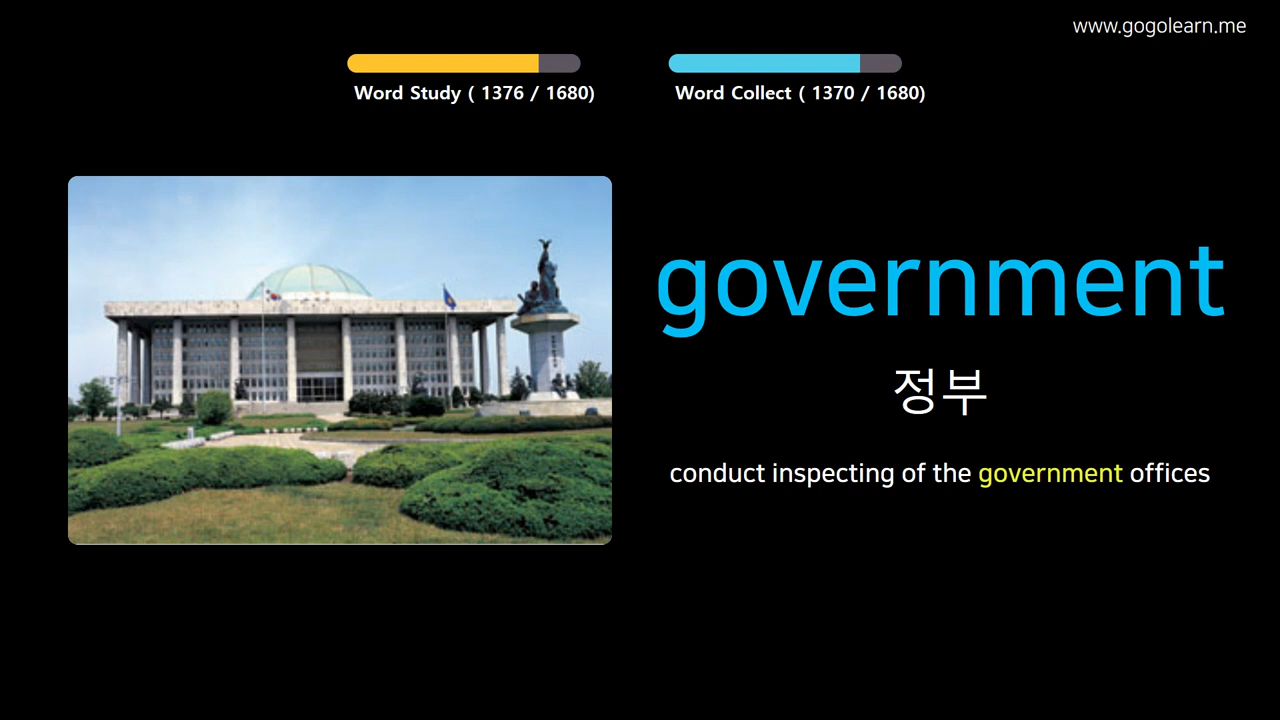 www.gogolearn.me
Word Study ( 1376 / 1680)
Word Collect ( 1370 / 1680)
government
정부
conduct inspecting of the government offices